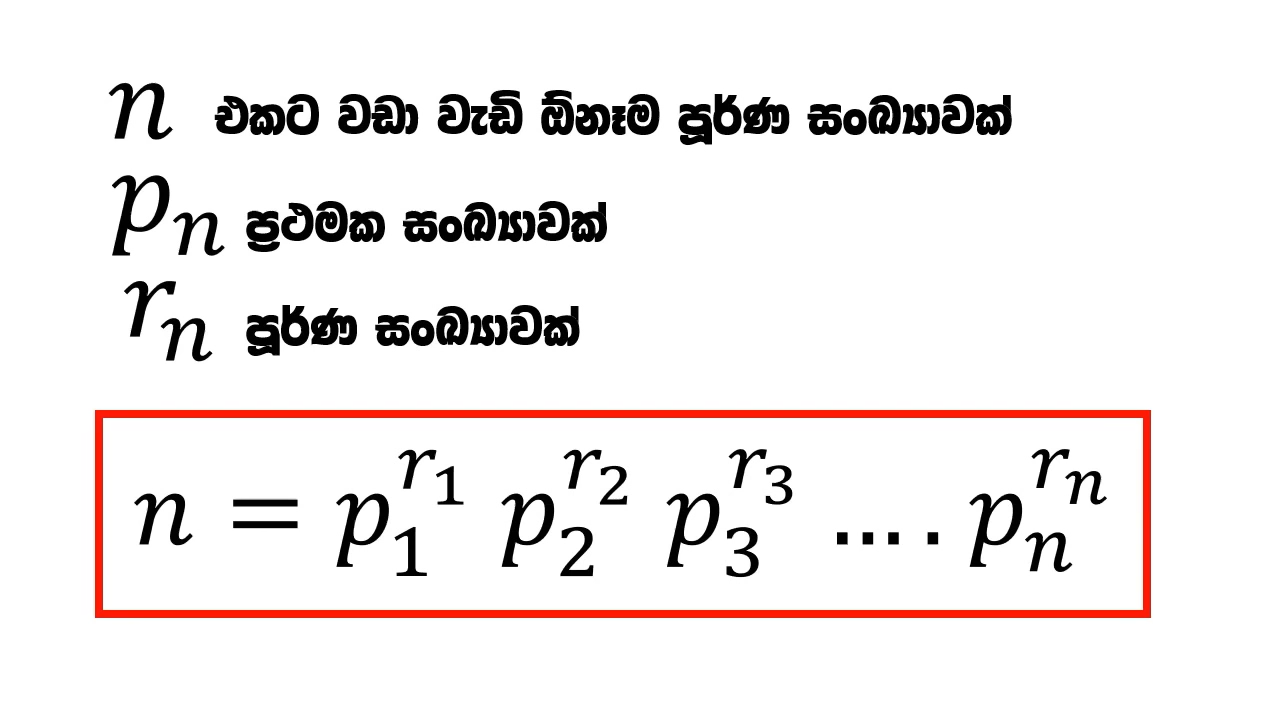 n එකට වඩා වැඩි ඕනෑම පූර්ණ සංඛ්‍යාවක්
pₙ ප්‍රථමක සංඛ්‍යාවක්
rₙ පූර්ණ සංඛ්‍යාවක්
n = p₁^r₁ p₂^r₂ p₃^r₃ .... pₙ^rₙ